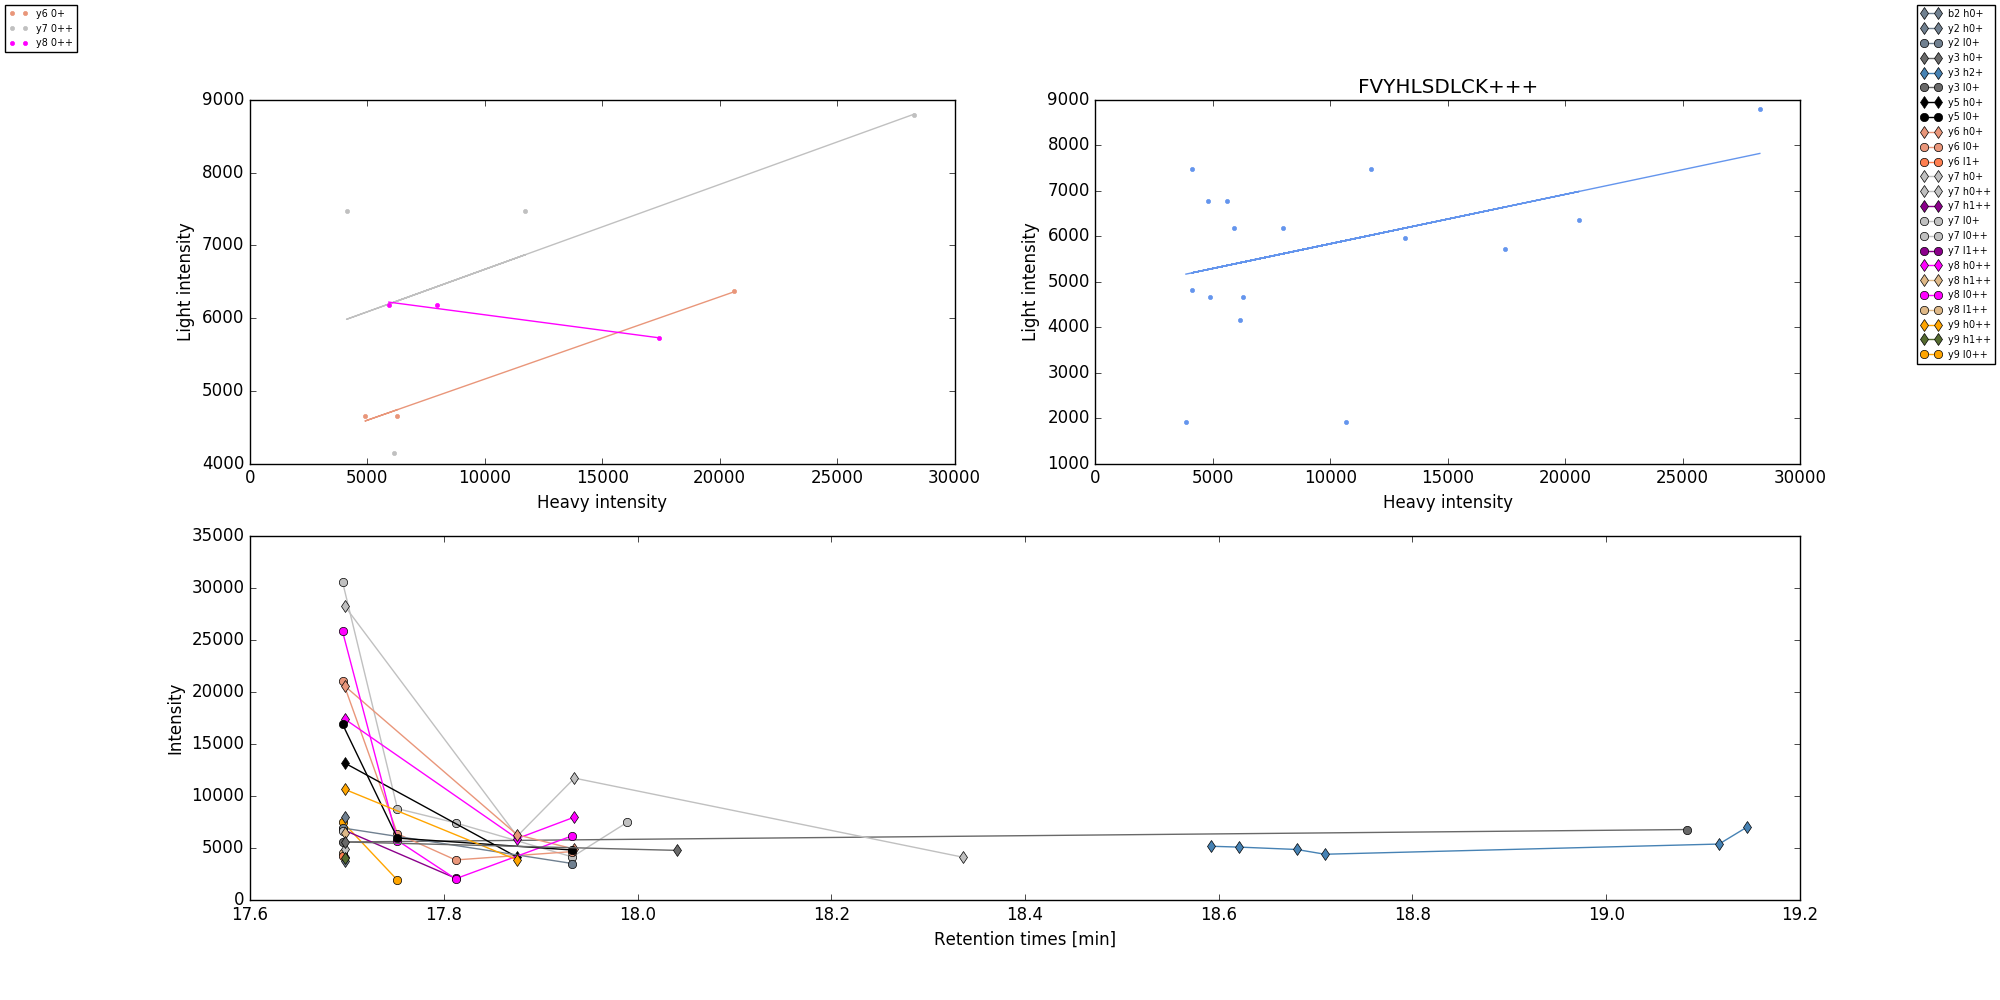 y6 0+
y7 0++
y8 0++
b2 h0+
y2 h0+
y2 l0+
y3 h0+
y3 h2+
y3 l0+
y5 h0+
y5 l0+
y6 h0+
y6 l0+
y6 l1+
y7 h0+
y7 h0++
y7 h1++
y7 l0+
y7 l0++
y7 l1++
y8 h0++
y8 h1++
y8 l0++
y8 l1++
y9 h0++
y9 h1++
y9 l0++
9000
8000
7000
6000
5000
4000
Light intensity
0 5000 10000 15000 20000 25000 30000
Heavy intensity
FVYHLSDLCK+++
9000
8000
7000
6000
5000
4000
3000
2000
1000
Light intensity
0 5000 10000 15000 20000 25000 30000
Heavy intensity
35000
30000
25000
20000
15000
10000
5000
0
Intensity
17.6 17.8 18.0 18.2 18.4 18.6 18.8 19.0 19.2
Retention times [min]